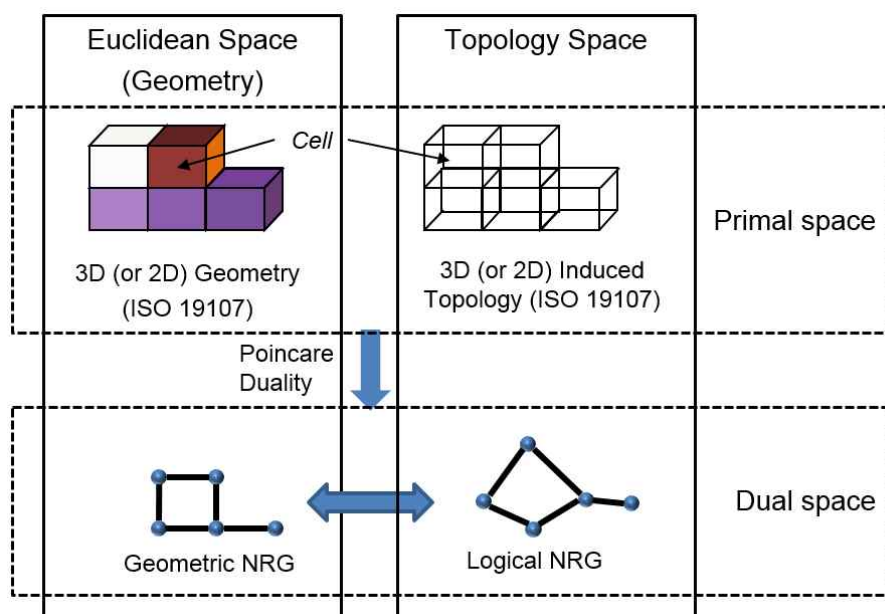 Euclidean Space
(Geometry)
Topology Space
Cell
3D (or 2D) Geometry
(ISO 19107)
3D (or 2D) Induced
Topology (ISO 19107)
Primal space
Poincare
Duality
Geometric NRG
Logical NRG
Dual space